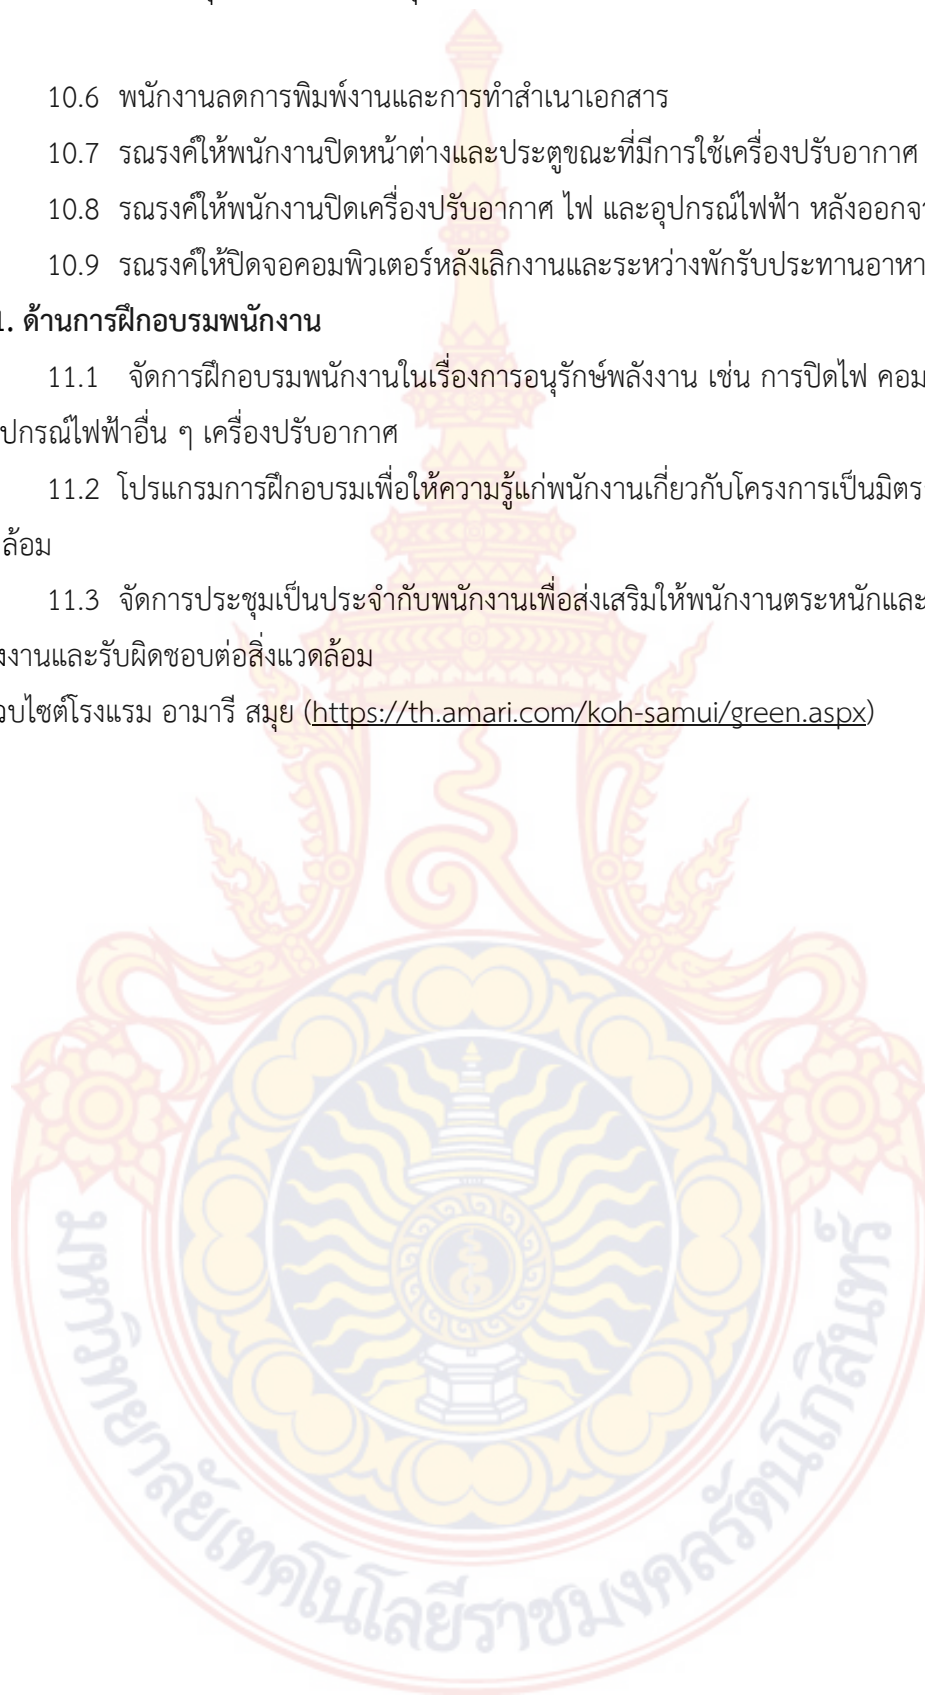 10.6 พนักงานลดการพิมพ์งานและการทำสำเนาเอกสาร
10.7 รณรงค์ให้พนักงานปิดหน้าต่างและประตูขณะที่มีการใช้เครื่องปรับอากาศ
10.8 รณรงค์ให้พนักงานปิดเครื่องปรับอากาศ ไฟ และอุปกรณ์ไฟฟ้า หลังออกจา
10.9 รณรงค์ให้ปิดจอคอมพิวเตอร์หลังเลิกงานและระหว่างพักรับประทานอาหา
1. ด้านการฝึกอบรมพนักงาน
11.1 จัดการฝึกอบรมพนักงานในเรื่องการอนุรักษ์พลังงาน เช่น การปิดไฟ คอม
ปกรณ์ไฟฟ้าอื่น ๆ เครื่องปรับอากาศ
11.2 โปรแกรมการฝึกอบรมเพื่อให้ความรู้แก่พนักงานเกี่ยวกับโครงการเป็นมิตร
ล้อม
11.3 จัดการประชุมเป็นประจำกับพนักงานเพื่อส่งเสริมให้พนักงานตระหนักและ
งงานและรับผิดชอบต่อสิ่งแวดล้อม
วบไซต์โรงแรม อามารี สมุย (https://th.amari.com/koh-samui/green.aspx)
มหาวิทยาลัยเทคโนโลยีราชมงคลรัตนโกสินทร์